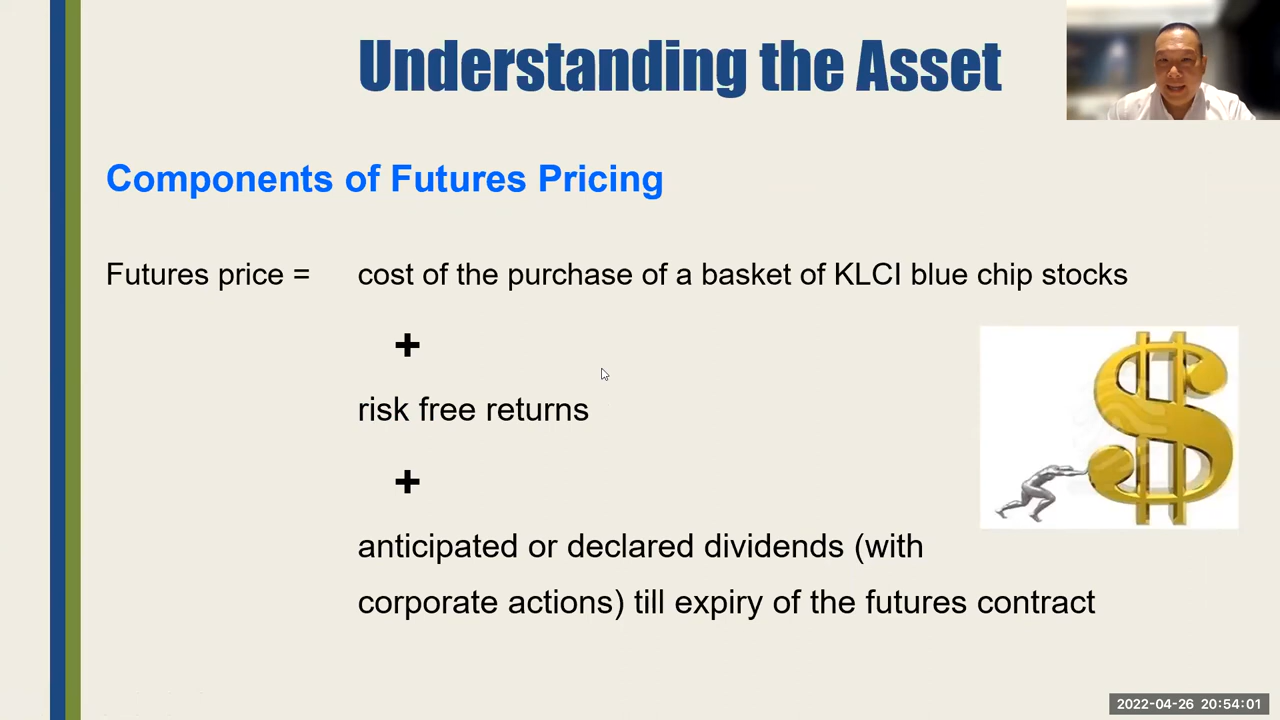 Understanding the Asset
Components of Futures Pricing
Futures price = cost of the purchase of a basket of KLCI blue chip stocks
+
risk free returns
+
anticipated or declared dividends (with
corporate actions) till expiry of the futures contract
2022-04-26 20:54:01